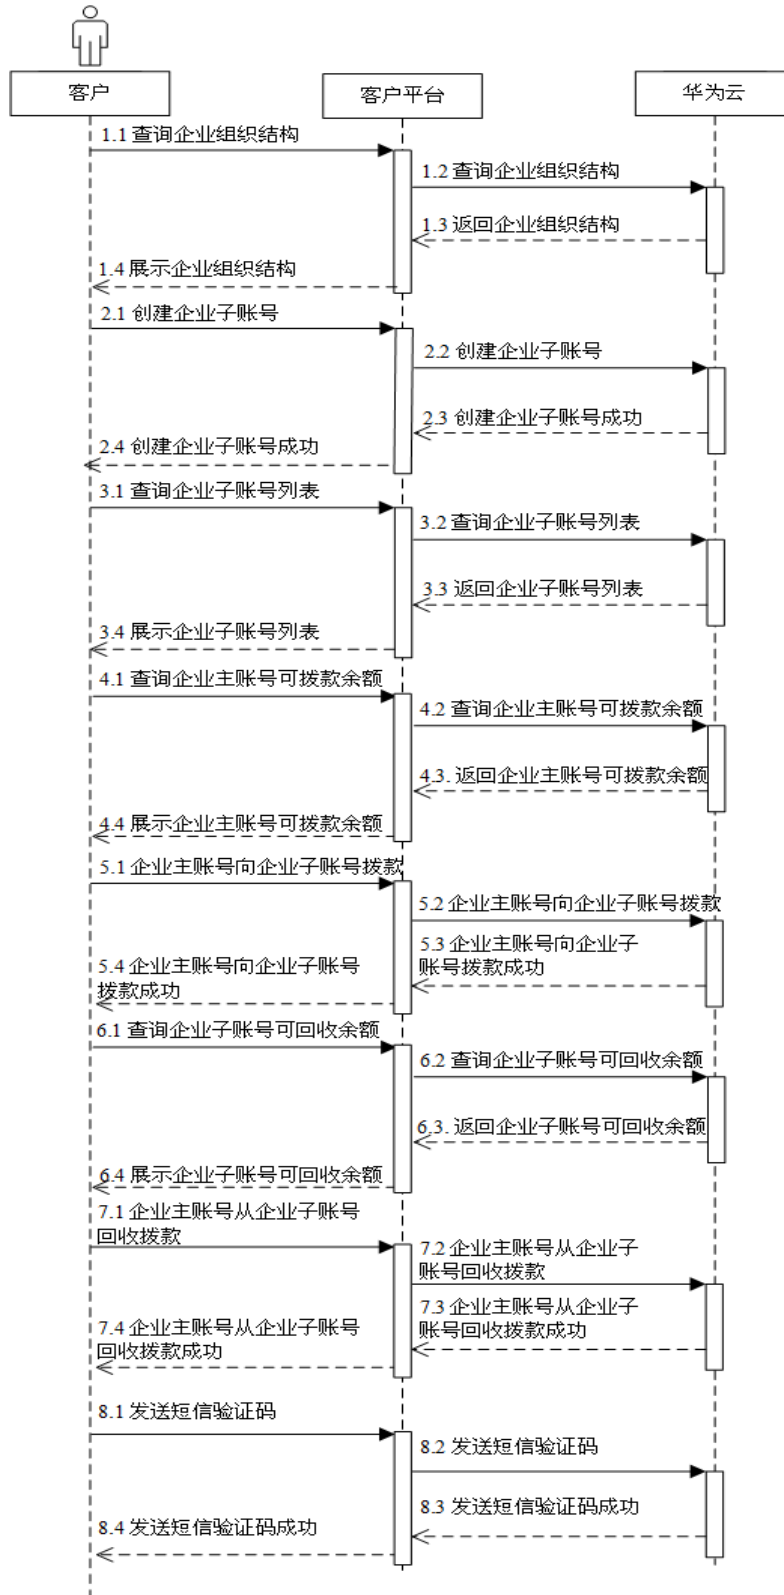 客户
客户平台
华为云
1.1 查询企业组织结构
1.2 查询企业组织结构
1.3 返回企业组织结构
1.4 展示企业组织结构
2.1 创建企业子账号
2.2 创建企业子账号
2.3 创建企业子账号成功
2.4 创建企业子账号成功
3.1 查询企业子账号列表
3.2 查询企业子账号列表
3.3 返回企业子账号列表
3.4 展示企业子账号列表
4.1 查询企业主账号可拨款余额
4.2 查询企业主账号可拨款余额
4.3. 返回企业主账号可拨款余额
4.4 展示企业主账号可拨款余额
5.1 企业主账号向企业子账号拨款
5.2 企业主账号向企业子账号拨款
5.3 企业主账号向企业子
账号拨款成功
5.4 企业主账号向企业子账号
拨款成功
6.1 查询企业子账号可回收余额
6.2 查询企业子账号可回收余额
6.3. 返回企业子账号可回收余额
6.4 展示企业子账号可回收余额
7.1 企业主账号从企业子账号
回收拨款
7.2 企业主账号从企业子
账号回收拨款
7.3 企业主账号从企业子
账号回收拨款成功
7.4 企业主账号从企业子账号
回收拨款成功
8.1 发送短信验证码
8.2 发送短信验证码
8.3 发送短信验证码成功
8.4 发送短信验证码成功